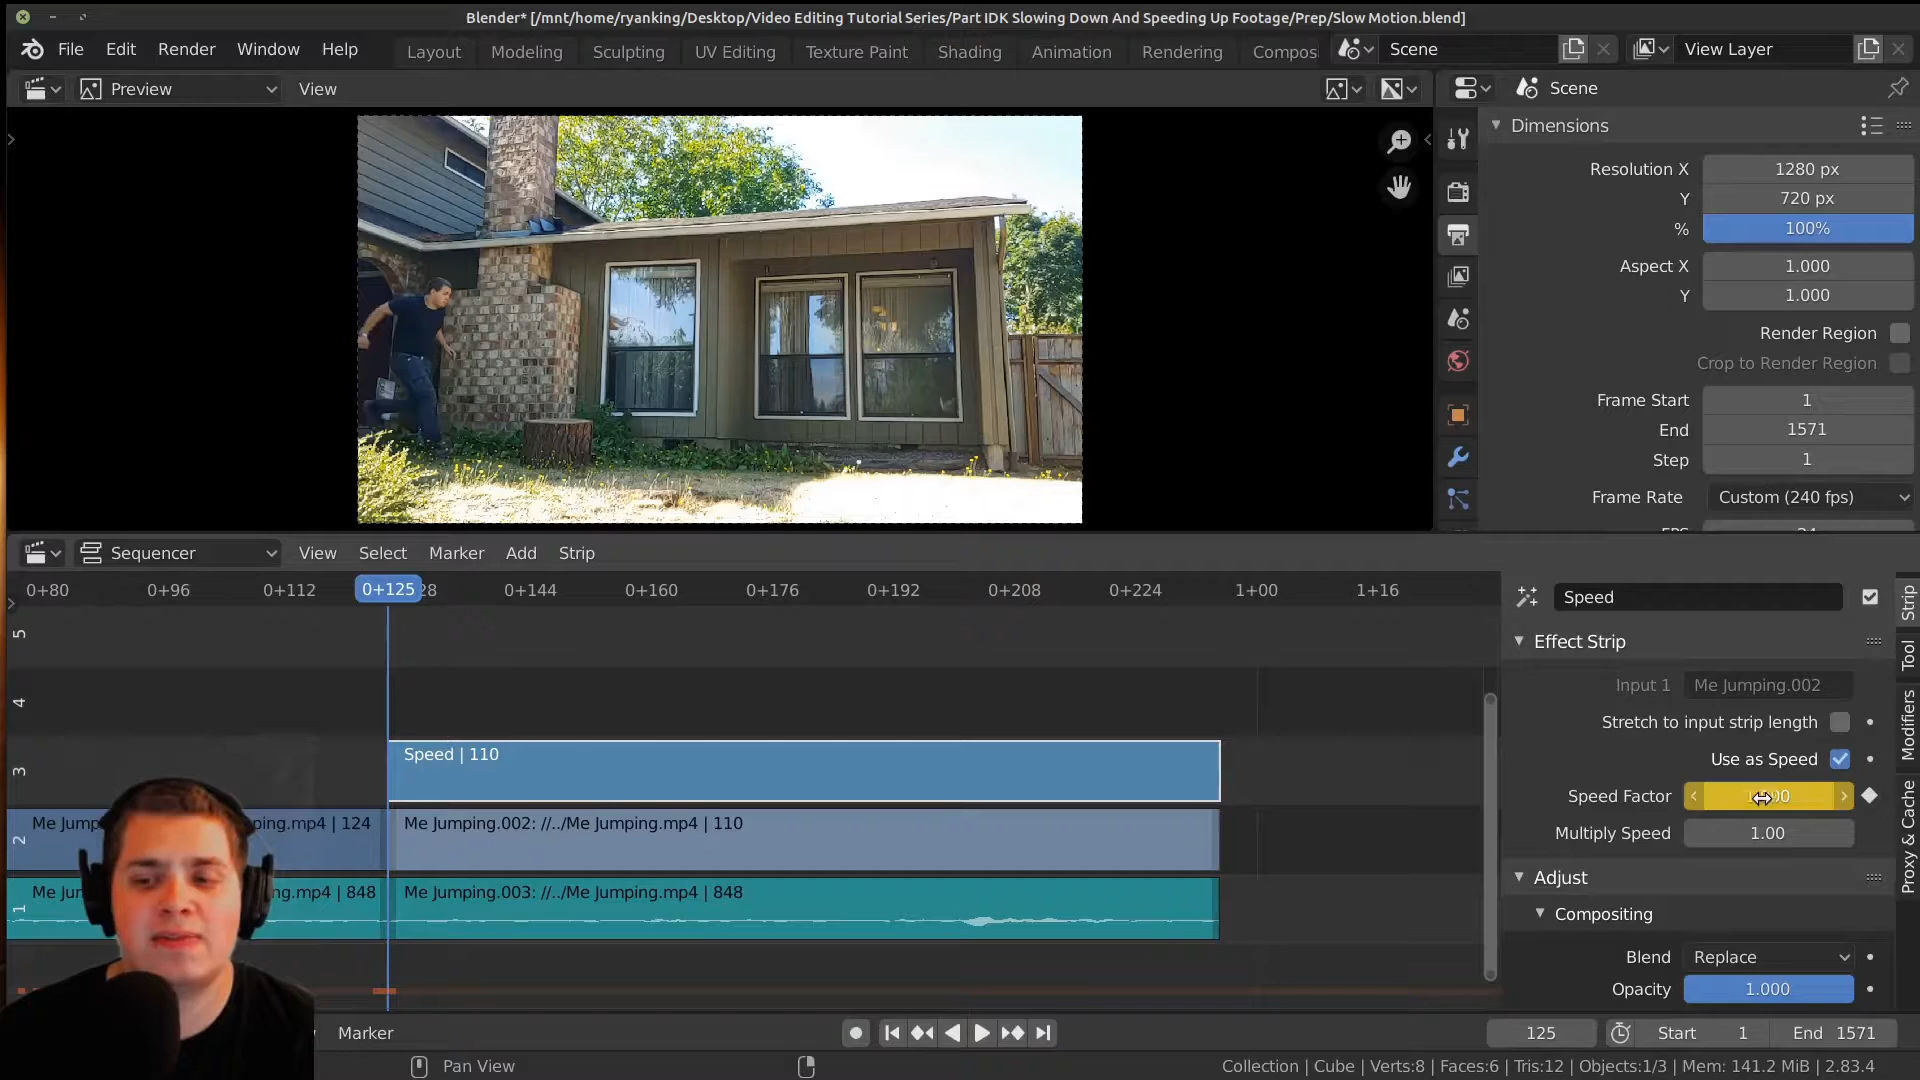 Blender* [/mnt/home/ryanking/Desktop/Video Editing Tutorial Series/Part IDK Slowing Down And Speeding Up Footage/Prep/Slow Motion.blend]
File Edit Render Window Help Layout Modeling Sculpting UV Editing Texture Paint Shading Animation Rendering Compos Scene View Layer
Preview View Scene
Dimensions
Resolution X 1280 px
Y 720 px
% 100%
Aspect X 1.000
Y 1.000
Render Region
Crop to Render Region
Frame Start 1
End 1571
Step 1
Frame Rate Custom (240 fps)
Sequencer View Select Marker Add Strip
0+80 0+96 0+112 0+125 28 0+144 0+160 0+176 0+192 0+208 0+224 1+00 1+16
5
4
3
2
1
Speed | 110
Me Jump ping.mp4 | 124 Me Jumping.002: //../Me Jumping.mp4 | 110
Me Jun ng.mp4 | 848 Me Jumping.003: //../Me Jumping.mp4 | 848
Speed
Effect Strip
Input 1 Me Jumping.002
Stretch to input strip length
Use as Speed
Speed Factor
Multiply Speed 1.00
Adjust
Compositing
Blend Replace
Opacity 1.000
Strip
Tool
Modifiers
Proxy & Cache
Marker 125 Start 1 End 1571
Pan View Collection | Cube | Verts:8 | Faces:6 | Tris:12 | Objects:1/3 | Mem: 141.2 MiB | 2.83.4